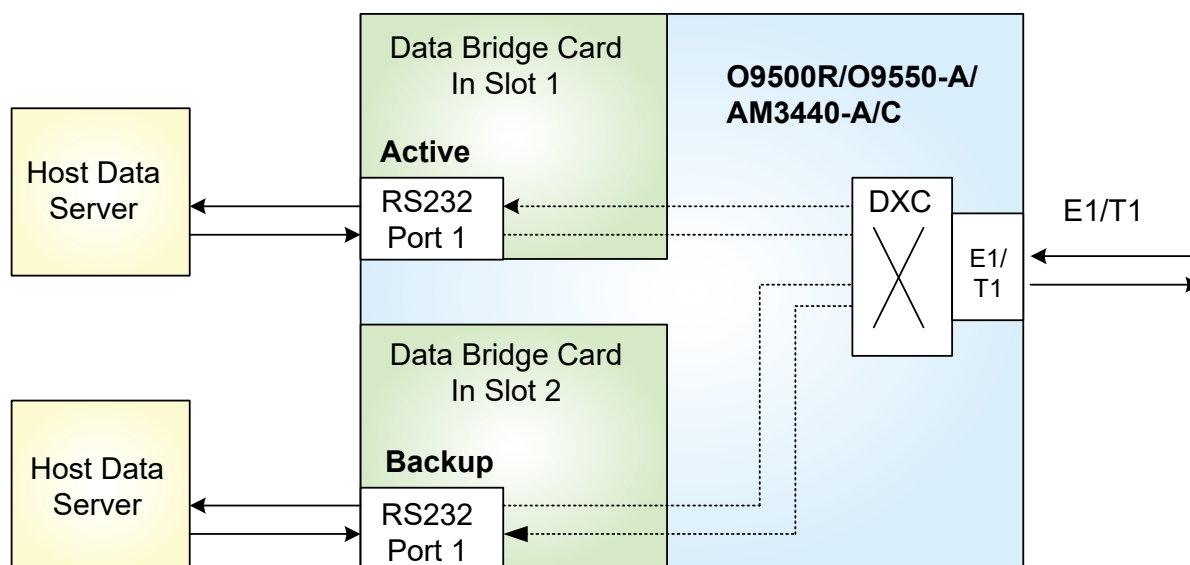 Data Bridge Card
In Slot 1
O9500R/O9550-A/
AM3440-A/C
Active
Host Data
Server
RS232
Port 1
DXC
E1/T1
E1/
T1
Data Bridge Card
In Slot 2
Backup
Host Data
Server
RS232
Port 1